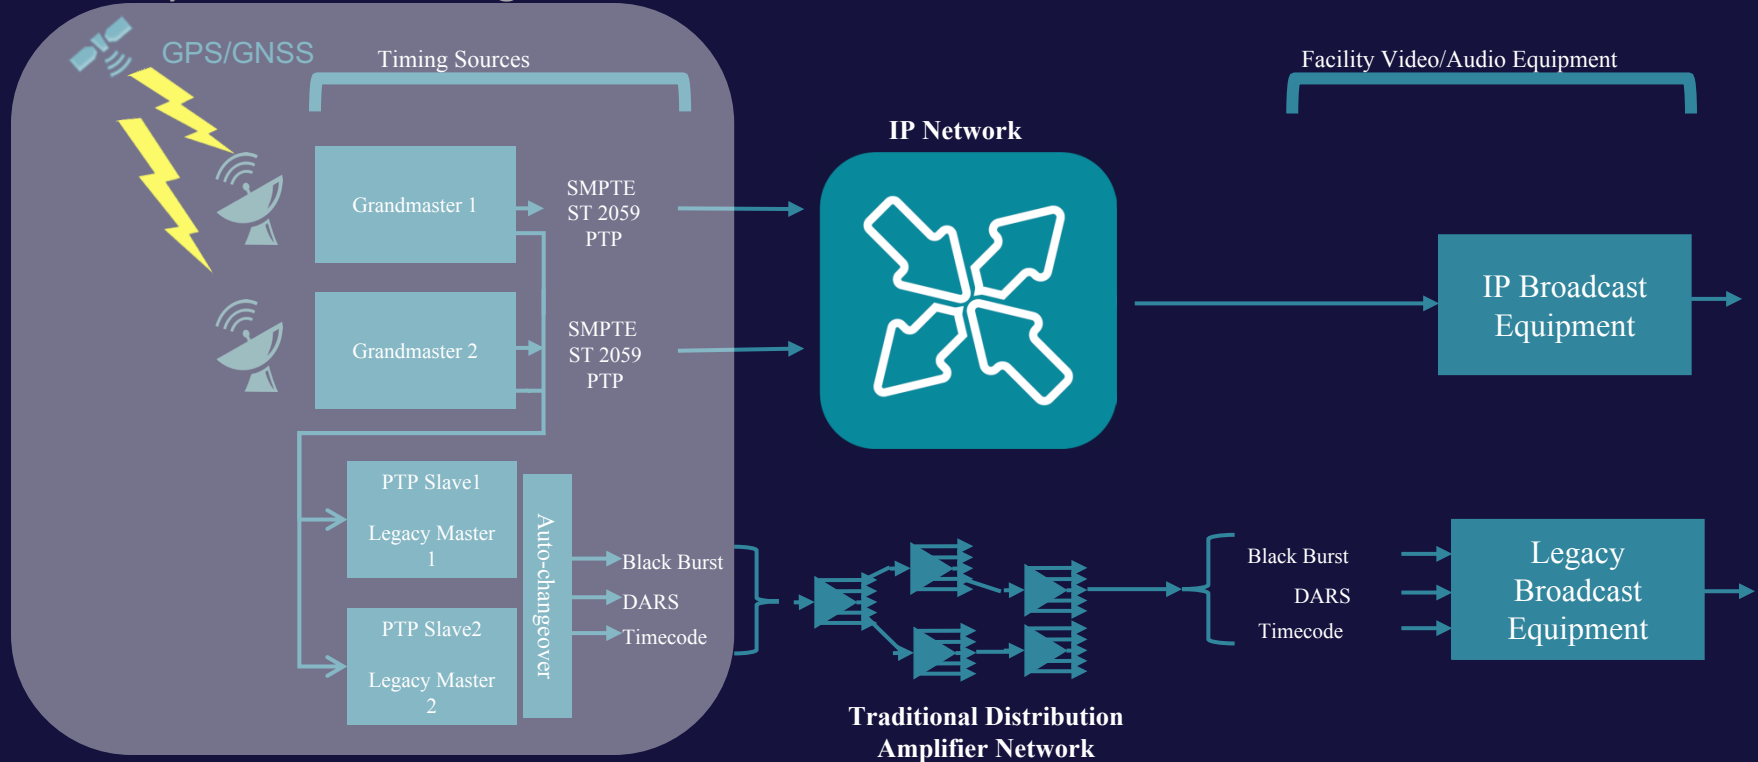 GPS/GNSS
Timing Sources
Facility Video/Audio Equipment
IP Network
Grandmaster 1
SMPTE
ST 2059
PTP
Grandmaster 2
SMPTE
ST 2059
PTP
IP Broadcast
Equipment
PTP Slave1
Legacy Master
1
PTP Slave2
Legacy Master
2
Auto-changeover
Black Burst
DARS
Timecode
Traditional Distribution
Amplifier Network
Black Burst
DARS
Timecode
Legacy
Broadcast
Equipment